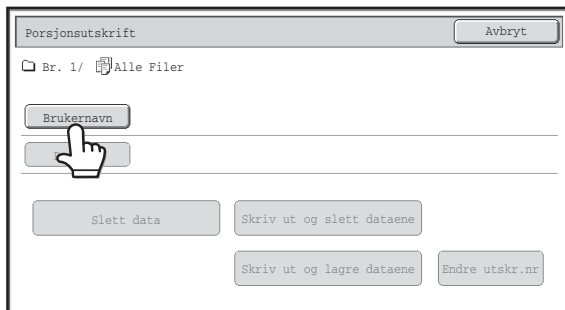 Porsjonsutskrift Avbryt
Br. 1/ Alle Filer
Brukernavn
Slett data Skriv ut og slett dataene
Skriv ut og lagre dataene Endre utskr.nr